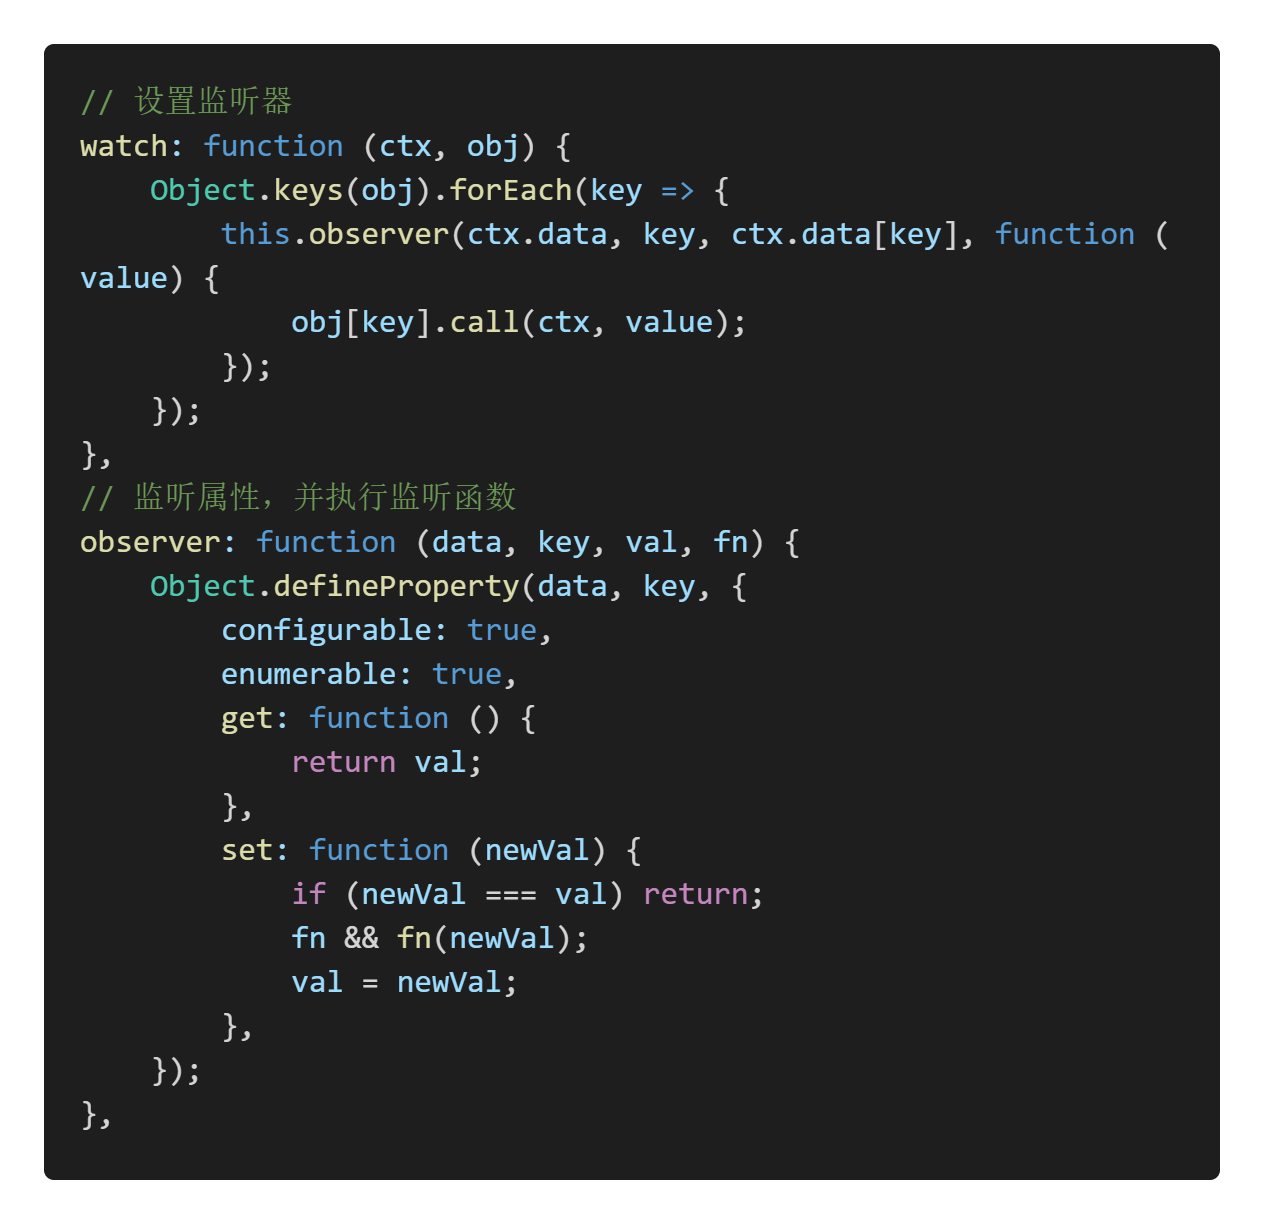 // 设置监听器
watch: function (ctx, obj) {
    Object.keys(obj).forEach(key => {
        this.observer(ctx.data, key, ctx.data[key], function (
value) {
            obj[key].call(ctx, value);
        });
    });
},
// 监听属性，并执行监听函数
observer: function (data, key, val, fn) {
    Object.defineProperty(data, key, {
        configurable: true,
        enumerable: true,
        get: function () {
            return val;
        },
        set: function (newVal) {
            if (newVal === val) return;
            fn && fn(newVal);
            val = newVal;
        },
    });
},